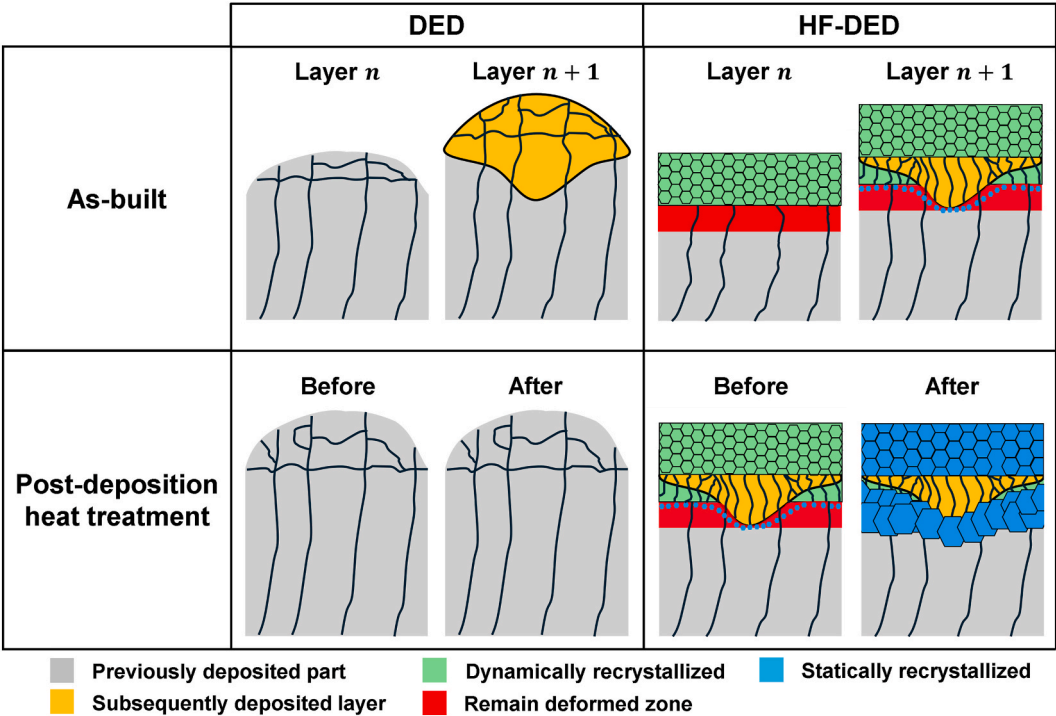 DED
HF-DED
As-built
Layer n
Layer n + 1
Layer n
Layer n + 1
Post-deposition
heat treatment
Before
After
Before
After
Previously deposited part
Dynamically recrystallized
Statically recrystallized
Subsequently deposited layer
Remain deformed zone